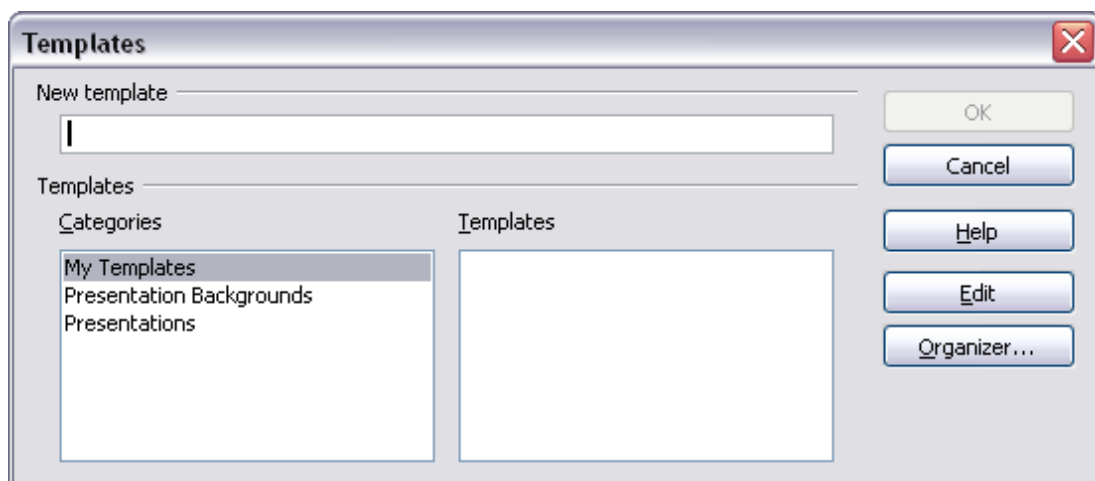 Templates
New template
OK
Cancel
Templates
Categories
Templates
Help
My Templates
Presentation Backgrounds
Presentations
Edit
Organizer...